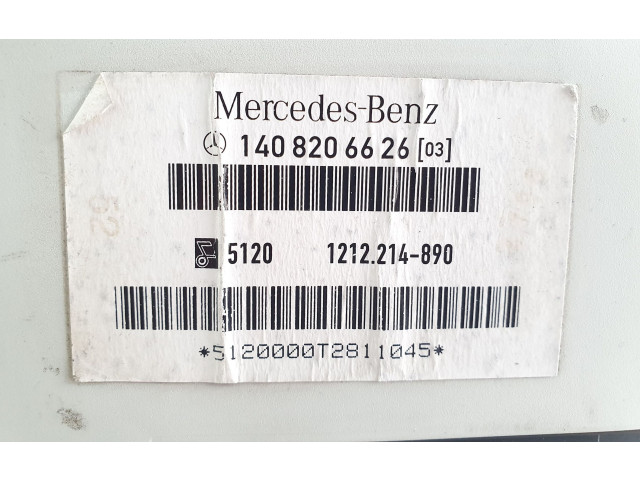 Mercedes-Benz
140 820 66 26 [03]
5120 1212.214-890
*5120000T2811045*